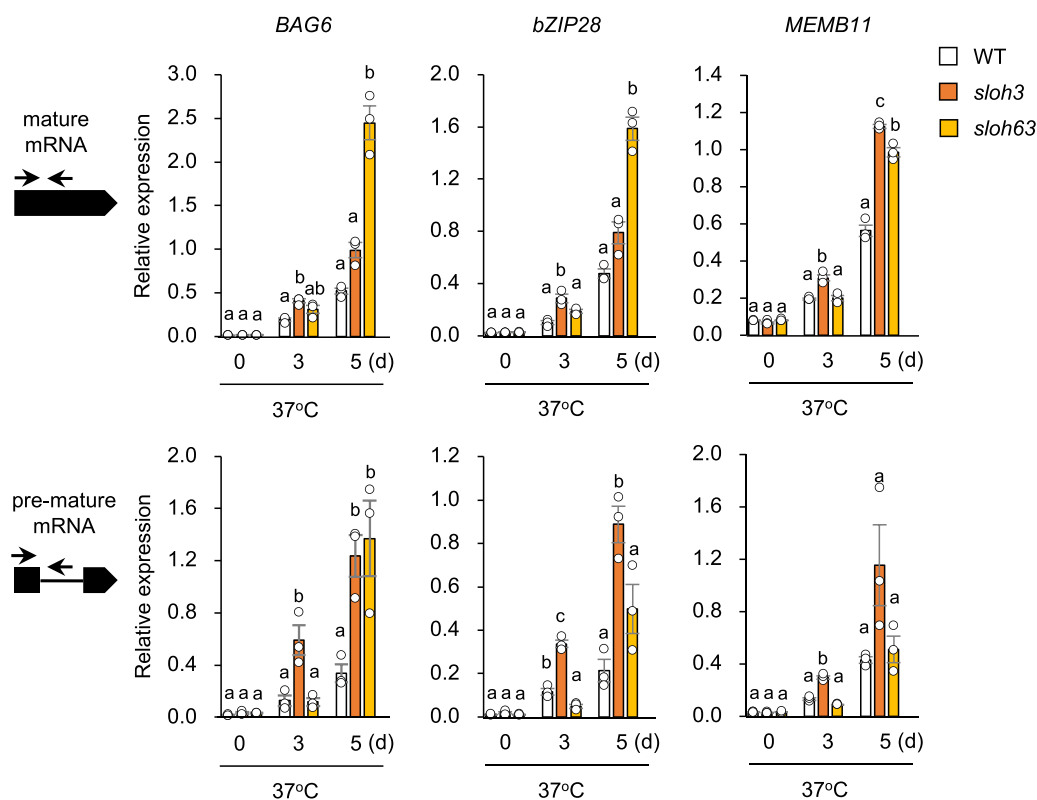 BAG6
bZIP28
MEMB11
WT
sloh3
sloh63
mature
mRNA
Relative expression
3.0
2.5
2.0
1.5
1.0
0.5
0.0
a a a
a b ab
a a b
0 3 5 (d)
37°C
2.0
1.6
1.2
0.8
0.4
0.0
a a a
a b a
a a b
0 3 5 (d)
37°C
1.4
1.2
1.0
0.8
0.6
0.4
0.2
0.0
a a a
a b a
a c b
0 3 5 (d)
37°C
pre-mature
mRNA
Relative expression
2.0
1.6
1.2
0.8
0.4
0.0
a a a
a b a
a b b
0 3 5 (d)
37°C
1.2
1.0
0.8
0.6
0.4
0.2
0.0
a a a
b c a
a b a
0 3 5 (d)
37°C
2.0
1.6
1.2
0.8
0.4
0.0
a a a
a b a
a a a
0 3 5 (d)
37°C